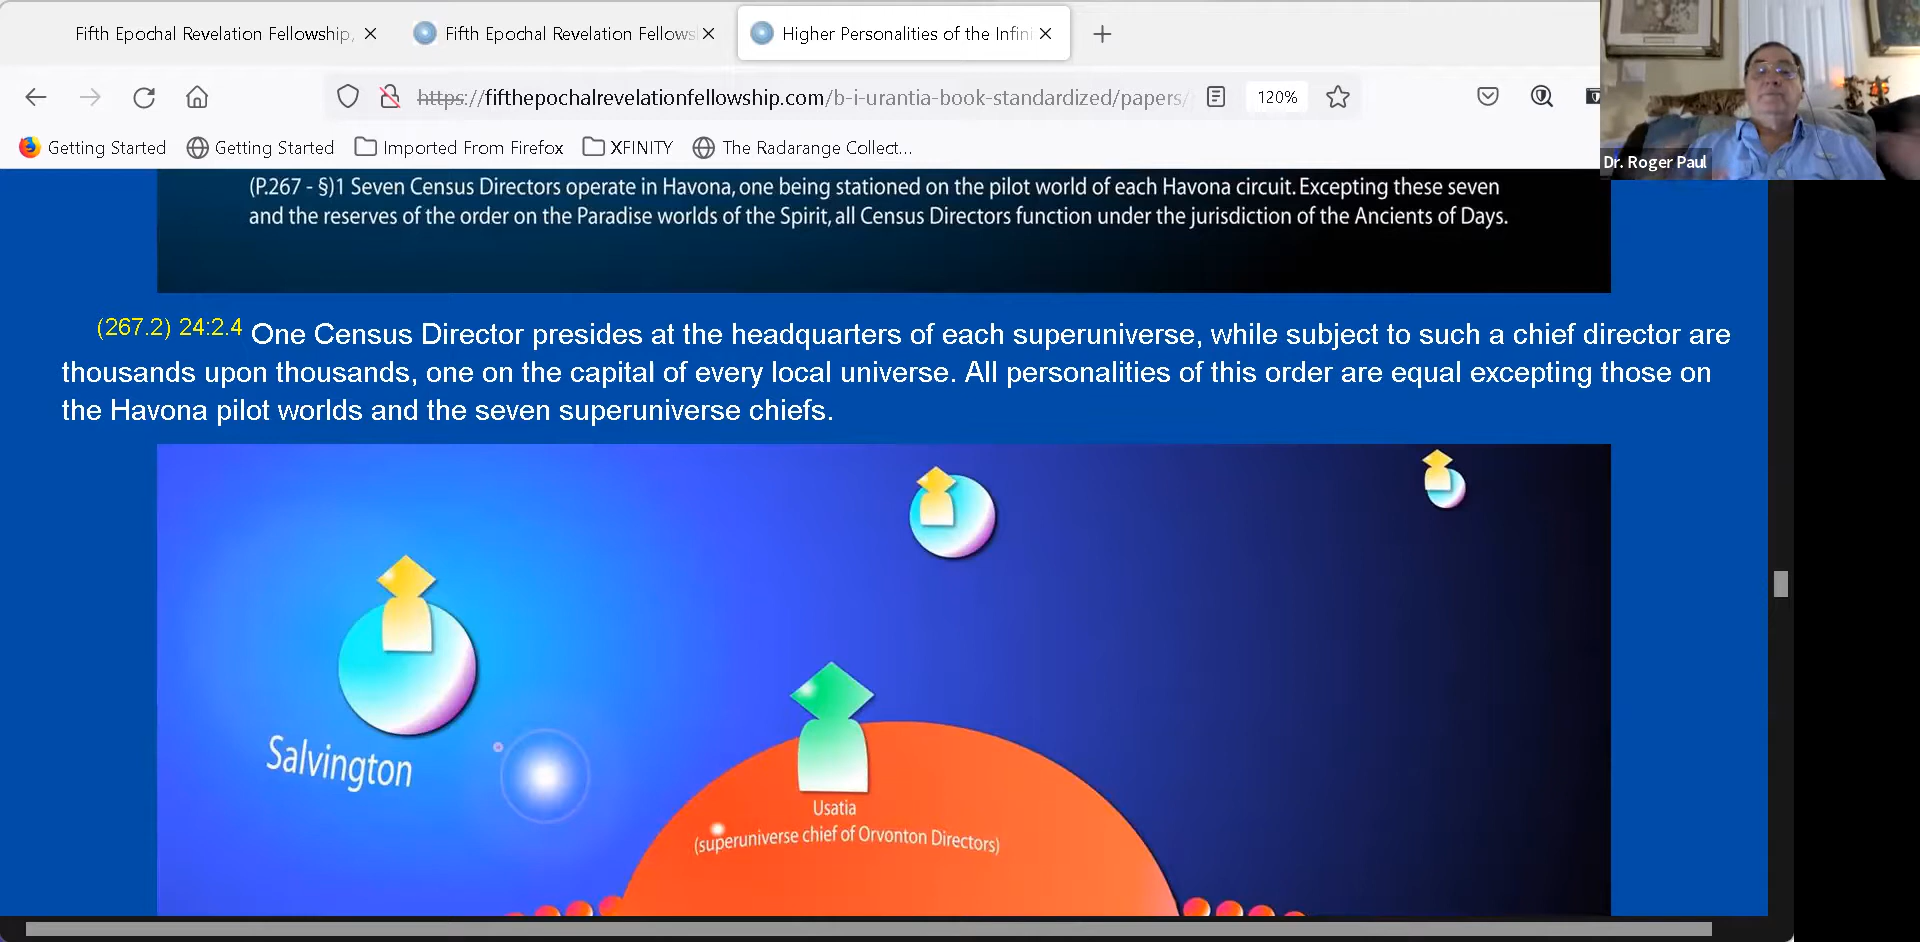 Fifth Epochal Revelation Fellowship,
Fifth Epochal Revelation Fellows
Higher Personalities of the Infini
https://fifthepochalrevelationfellowship.com/b-i-urantia-book-standardized/papers/
120%
Getting Started
Getting Started
Imported From Firefox
XFINITY
The Radarange Collect...
Dr. Roger Paul
(P.267 - §)1 Seven Census Directors operate in Havona, one being stationed on the pilot world of each Havona circuit. Excepting these seven
and the reserves of the order on the Paradise worlds of the Spirit, all Census Directors function under the jurisdiction of the Ancients of Days.
(267.2) 24:2.4 One Census Director presides at the headquarters of each superuniverse, while subject to such a chief director are
thousands upon thousands, one on the capital of every local universe. All personalities of this order are equal excepting those on
the Havona pilot worlds and the seven superuniverse chiefs.
Salvington
Usatia
(superuniverse chief of Orvonton Directors)